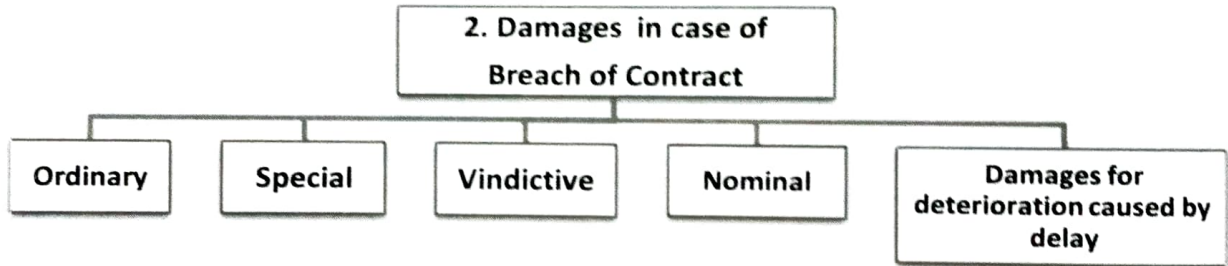 2. Damages in case of
Breach of Contract
Ordinary
Special
Vindictive
Nominal
Damages for
deterioration caused by
delay